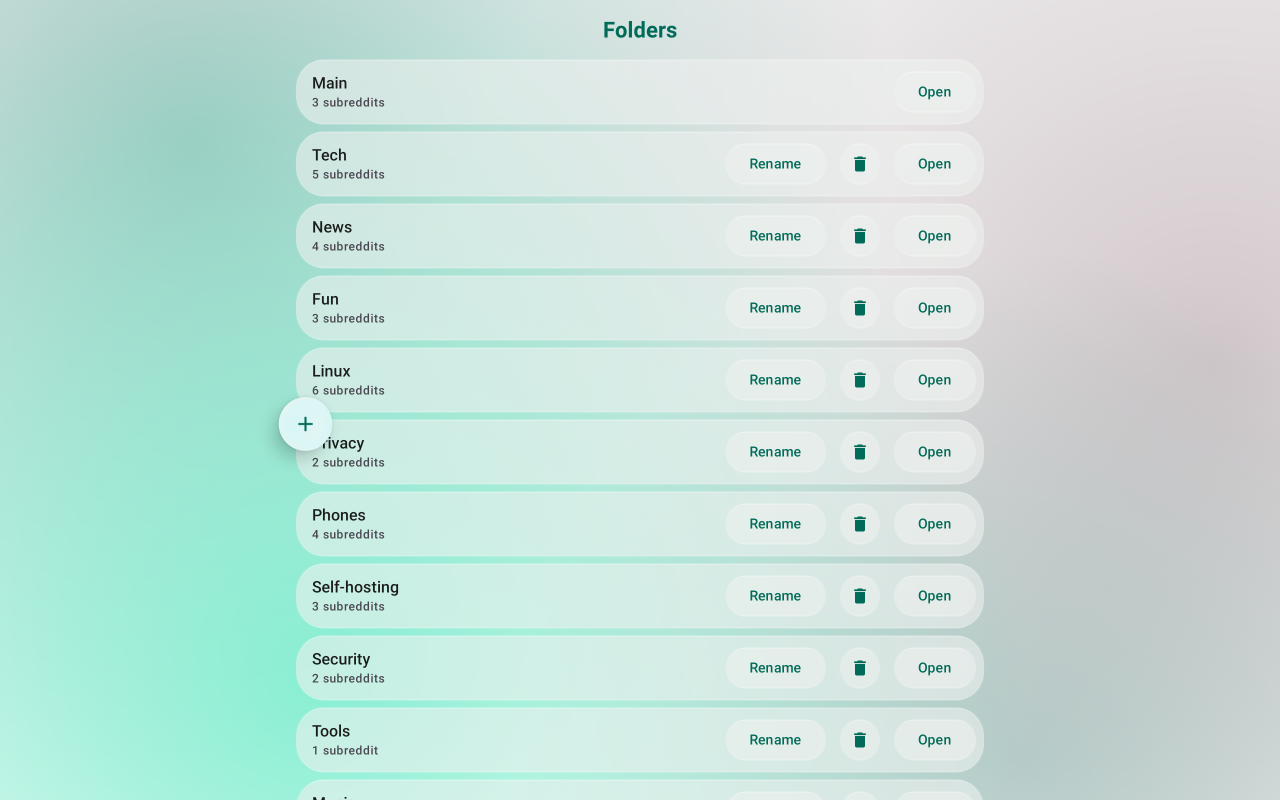 Folders
Main
3 subreddits
Open
Tech
5 subreddits
Rename
Open
News
4 subreddits
Rename
Open
Fun
3 subreddits
Rename
Open
Linux
6 subreddits
Rename
Open
+
rivacy
2 subreddits
Rename
Open
Phones
4 subreddits
Rename
Open
Self-hosting
3 subreddits
Rename
Open
Security
2 subreddits
Rename
Open
Tools
1 subreddit
Rename
Open